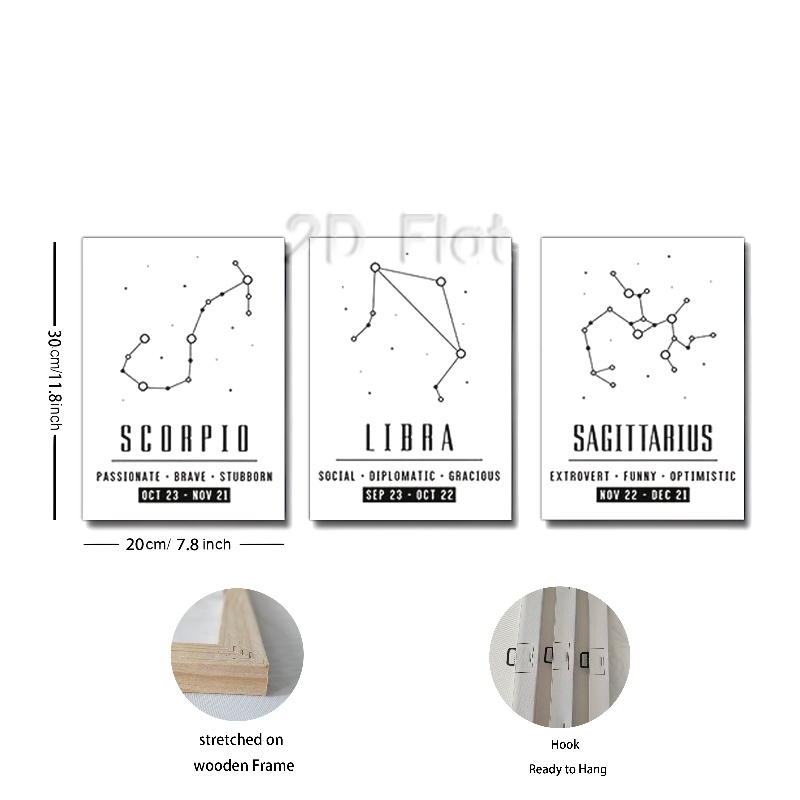 2D Flat
30cm/11.8inch
SCORPIO
PASSIONATE · BRAVE · STUBBORN
OCT 23 - NOV 21
LIBRA
SOCIAL · DIPLOMATIC · GRACIOUS
SEP 23 - OCT 22
SAGITTARIUS
EXTROVERT · FUNNY · OPTIMISTIC
NOV 22 - DEC 21
20cm/ 7.8 inch
stretched on
wooden Frame
Hook
Ready to Hang